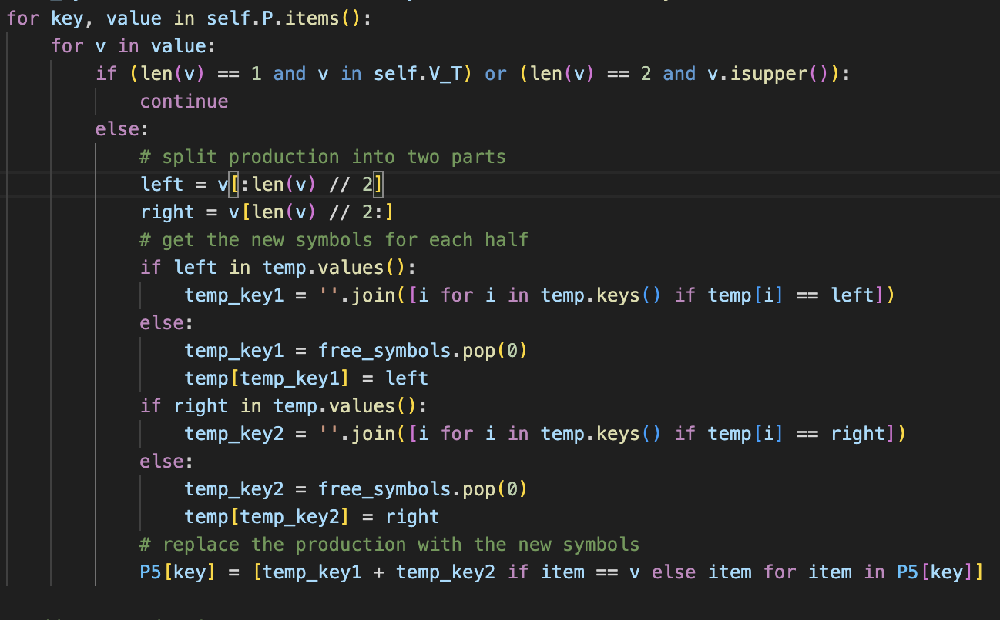 for key, value in self.P.items():
    for v in value:
        if (len(v) == 1 and v in self.V_T) or (len(v) == 2 and v.isupper()):
            continue
        else:
            # split production into two parts
            left = v[:len(v) // 2]
            right = v[len(v) // 2:]
            # get the new symbols for each half
            if left in temp.values():
                temp_key1 = ''.join([i for i in temp.keys() if temp[i] == left])
            else:
                temp_key1 = free_symbols.pop(0)
                temp[temp_key1] = left
            if right in temp.values():
                temp_key2 = ''.join([i for i in temp.keys() if temp[i] == right])
            else:
                temp_key2 = free_symbols.pop(0)
                temp[temp_key2] = right
            # replace the production with the new symbols
            P5[key] = [temp_key1 + temp_key2 if item == v else item for item in P5[key]]